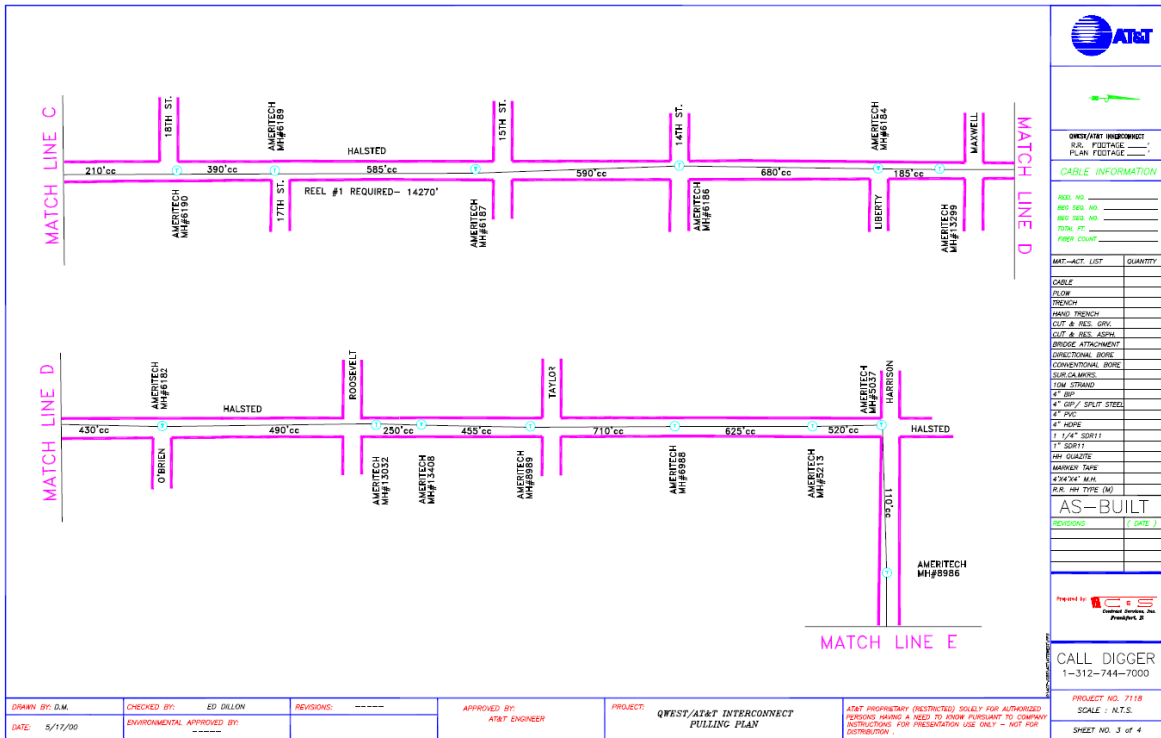 MATCH LINE C
18TH ST.
AMERITECH
MH#6189
HALSTED
15TH ST.
14TH ST.
AMERITECH
MH#6184
MAXWELL
MATCH LINE D
210'cc
390'cc
585'cc
590'cc
680'cc
185'cc
REEL #1 REQUIRED- 14270'
AMERITECH
MH#6190
17TH ST.
AMERITECH
MH#6187
AMERITECH
MH#6186
LIBERTY
AMERITECH
MH#13299
MATCH LINE D
AMERITECH
MH#6182
HALSTED
ROOSEVELT
TAYLOR
AMERITECH
MH#5037
HARRISON
430'cc
490'cc
250'cc
455'cc
710'cc
625'cc
520'cc
HALSTED
O'BRIEN
AMERITECH
MH#13032
AMERITECH
MH#13408
AMERITECH
MH#8989
AMERITECH
MH#6988
AMERITECH
MH#5213
110'cc
AMERITECH
MH#8986
MATCH LINE E
AT&T
QWEST/AT&T INNERCONNECT
R.R. FOOTAGE ____'
PLAN FOOTAGE ____'
CABLE INFORMATION
REEL NO.
BEG SEQ. NO.
END SEQ. NO.
TOTAL FT.
FIBER COUNT
MAT.-ACT. LIST QUANTITY
CABLE
PLOW
TRENCH
HAND TRENCH
CUT & RES. GRV.
CUT & RES. ASPH.
BRIDGE ATTACHMENT
DIRECTIONAL BORE
CONVENTIONAL BORE
SUR.CA.MKRS.
10M STRAND
4" BIP
4" GIP/ SPLIT STEEL
4" PVC
4" HDPE
1 1/4" SDR11
1" SDR11
HH QUAZITE
MARKER TAPE
4'X4'X4' M.H.
R.R. HH TYPE (M)
AS-BUILT
REVISIONS ( DATE )
Prepared by: C & S
Contract Services, Inc.
Frankfort, Il
CALL DIGGER
1-312-744-7000
PROJECT NO. 7118
SCALE : N.T.S.
SHEET NO. 3 of 4
DRAWN BY: D.M.
DATE: 5/17/00
CHECKED BY: ED DILLON
ENVIRONMENTAL APPROVED BY:
-----
REVISIONS: -----
APPROVED BY:
AT&T ENGINEER
PROJECT:
QWEST/AT&T INTERCONNECT
PULLING PLAN
AT&T PROPRIETARY (RESTRICTED) SOLELY FOR AUTHORIZED
PERSONS HAVING A NEED TO KNOW PURSUANT TO COMPANY
INSTRUCTIONS. FOR PRESENTATION USE ONLY - NOT FOR
DISTRIBUTION .